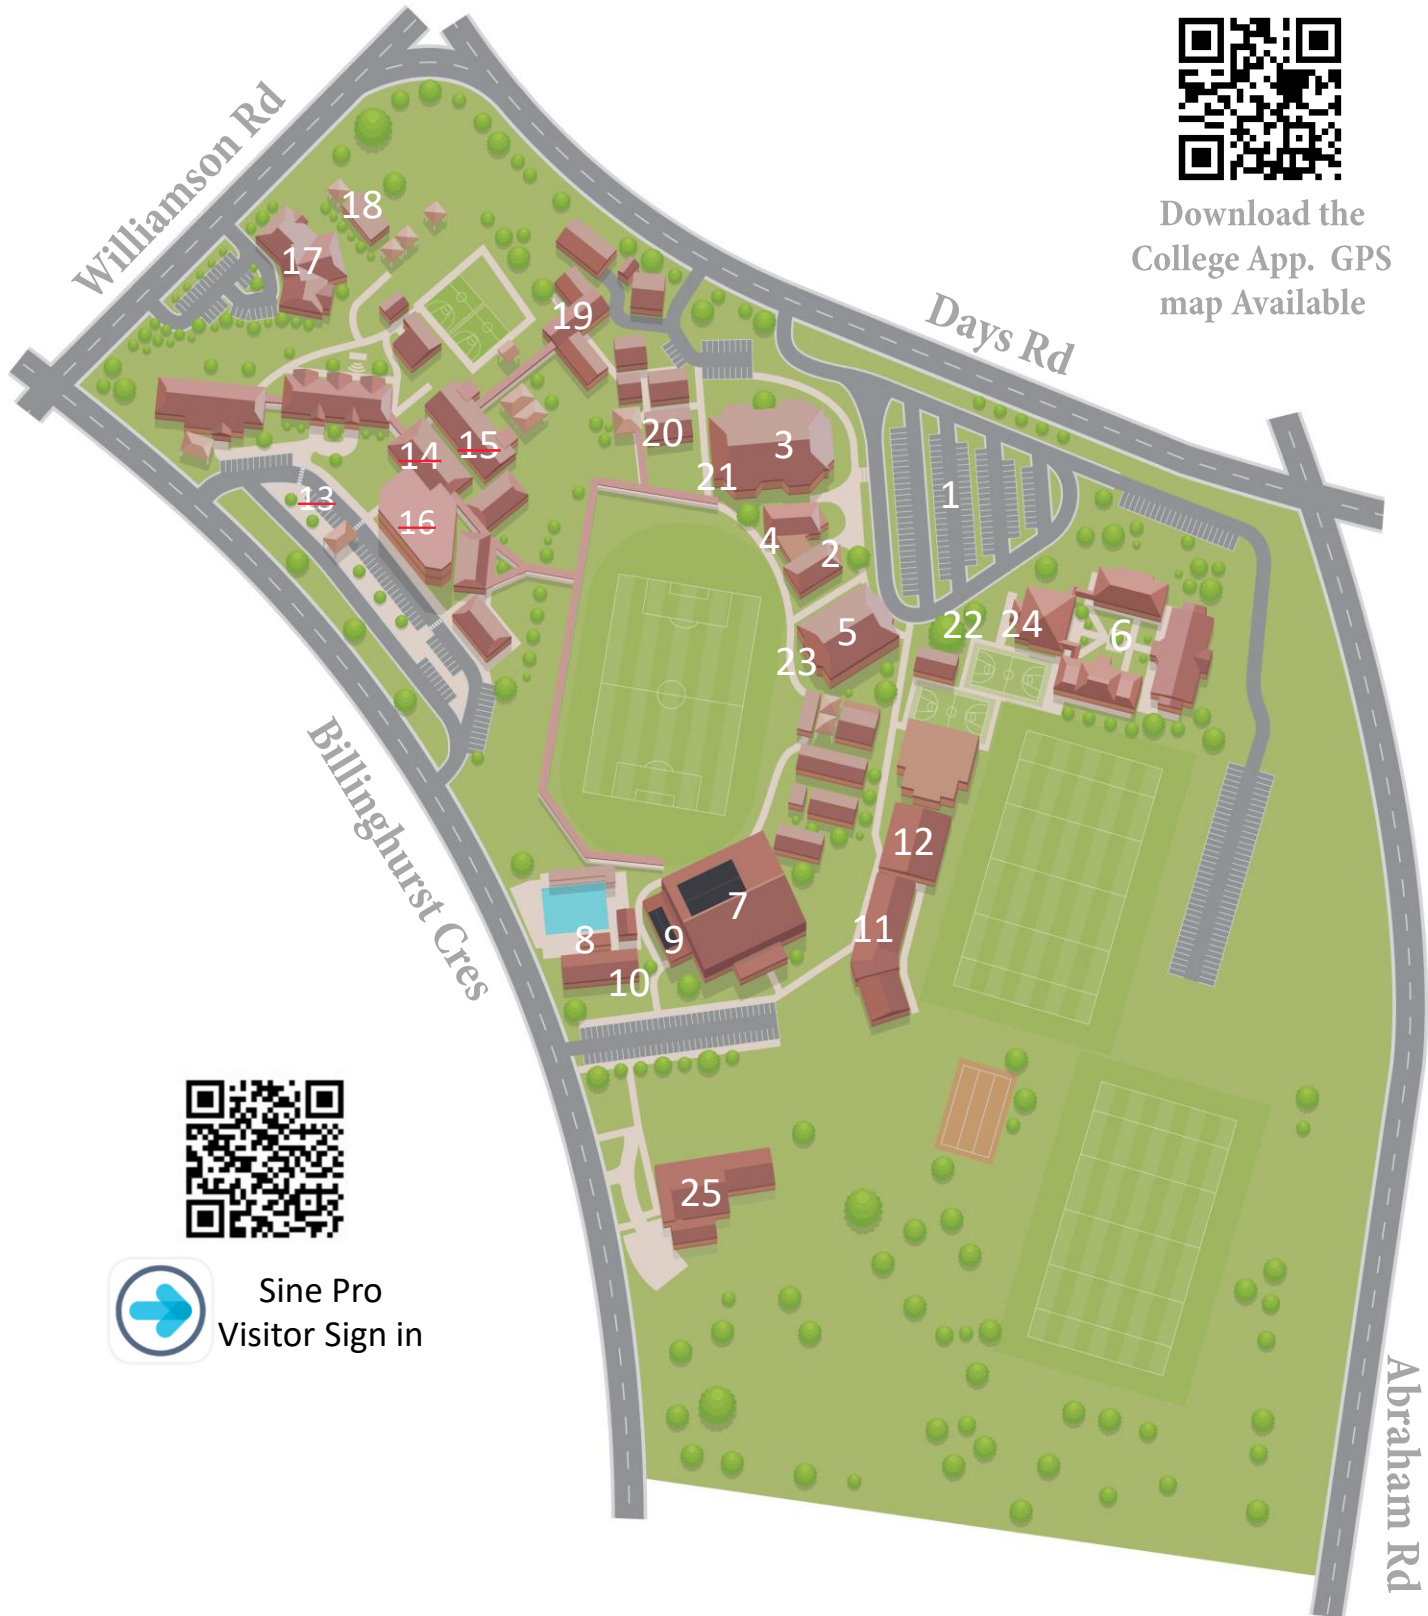 Williamson Rd
Download the
College App. GPS
map Available
Days Rd
18
17
19
20
3
21
1
14
15
13
16
4
2
5
22
24
6
23
Billinghurst Cres
12
7
11
8
9
10
25
Sine Pro
Visitor Sign in
Abraham Rd